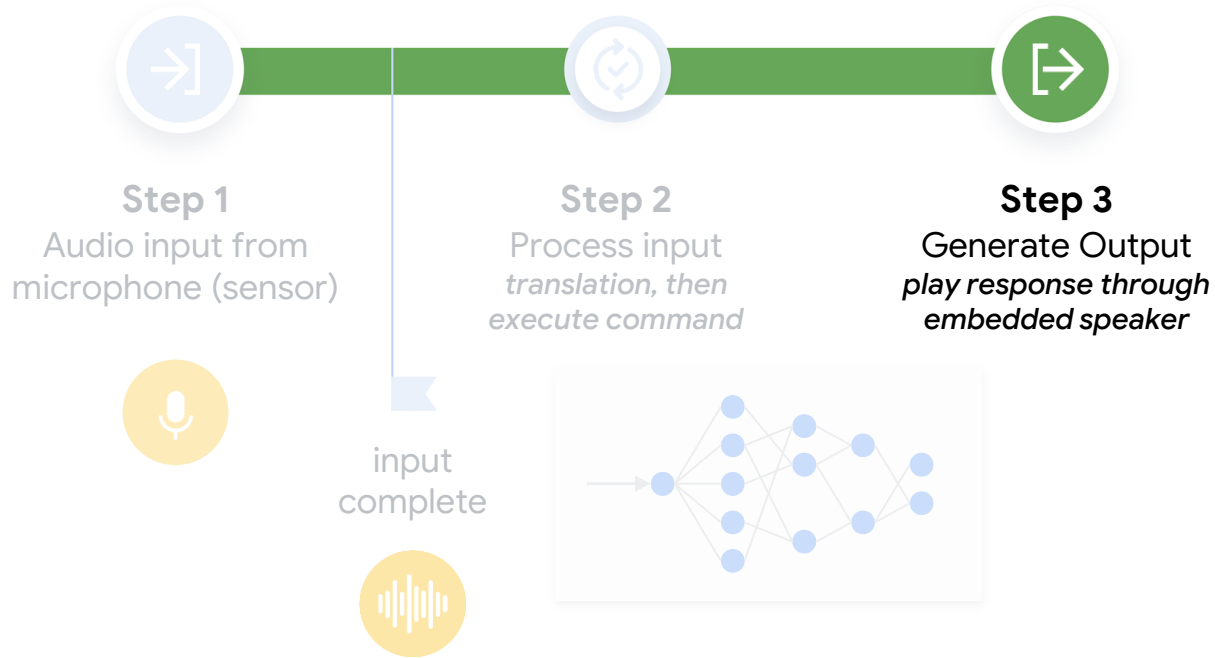 Step 1
Audio input from
microphone (sensor)
input
complete
Step 2
Process input
translation, then
execute command
Step 3
Generate Output
play response through
embedded speaker